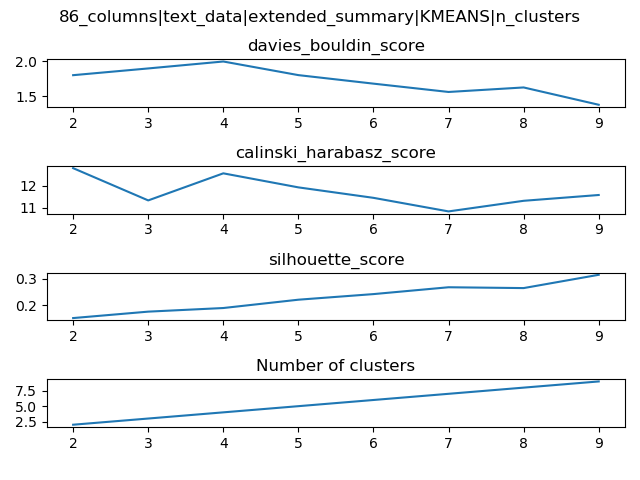 86_columns|text_data|extended_summary|KMEANS|n_clusters
davies_bouldin_score
2.0
1.5
2 3 4 5 6 7 8 9
calinski_harabasz_score
12
11
2 3 4 5 6 7 8 9
silhouette_score
0.3
0.2
2 3 4 5 6 7 8 9
Number of clusters
7.5
5.0
2.5
2 3 4 5 6 7 8 9